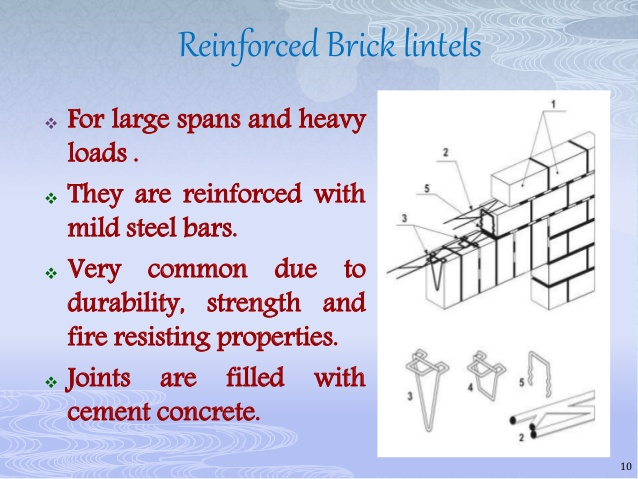 Reinforced Brick lintels
For large spans and heavy
loads .
They are reinforced with
mild steel bars.
Very common due to
durability, strength and
fire resisting properties.
Joints are filled with
cement concrete.
1
2
5
3
3
4
5
2
10